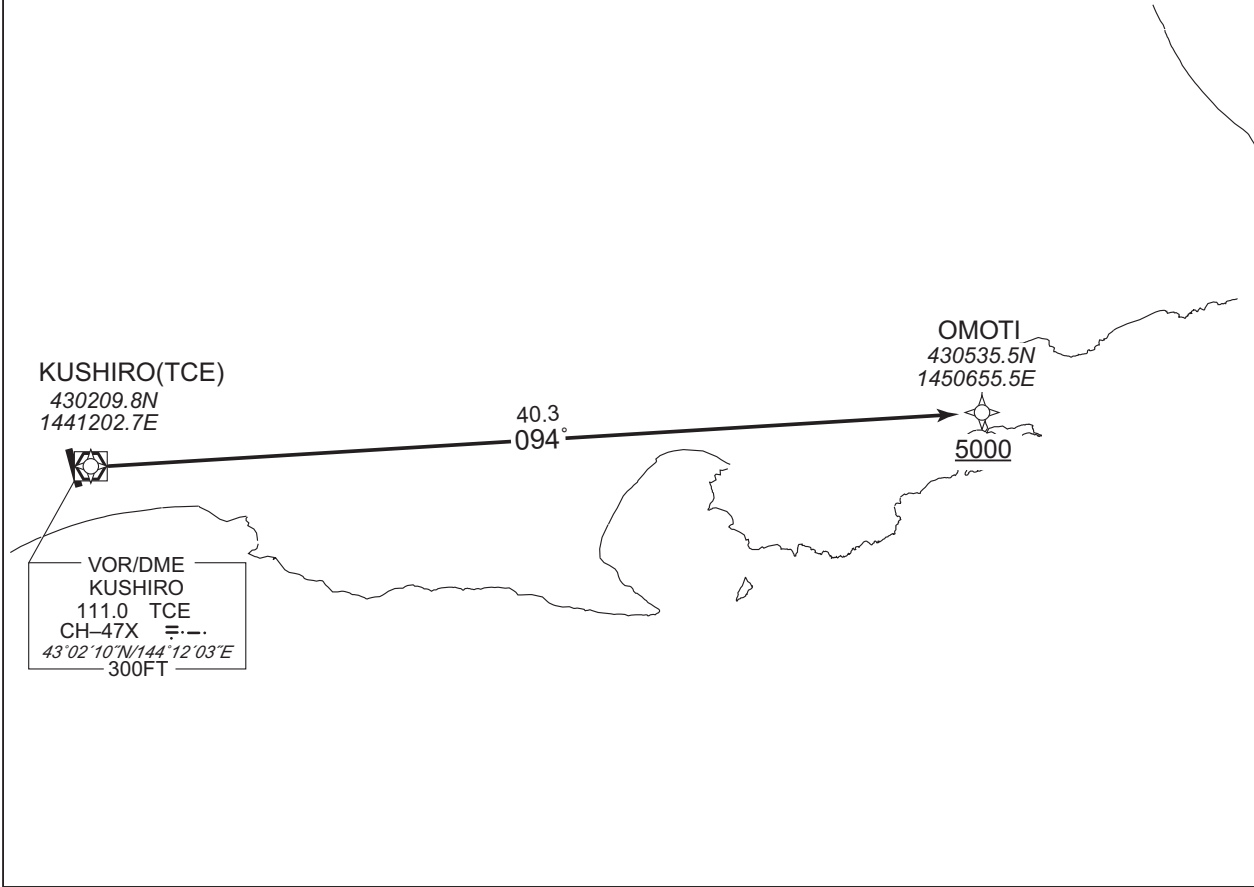 OMOTI
430535.5N
1450655.5E
5000
KUSHIRO(TCE)
430209.8N
1441202.7E
40.3
094°
VOR/DME
KUSHIRO
111.0 TCE
CH–47X
43°02′10″N/144°12′03″E
300FT